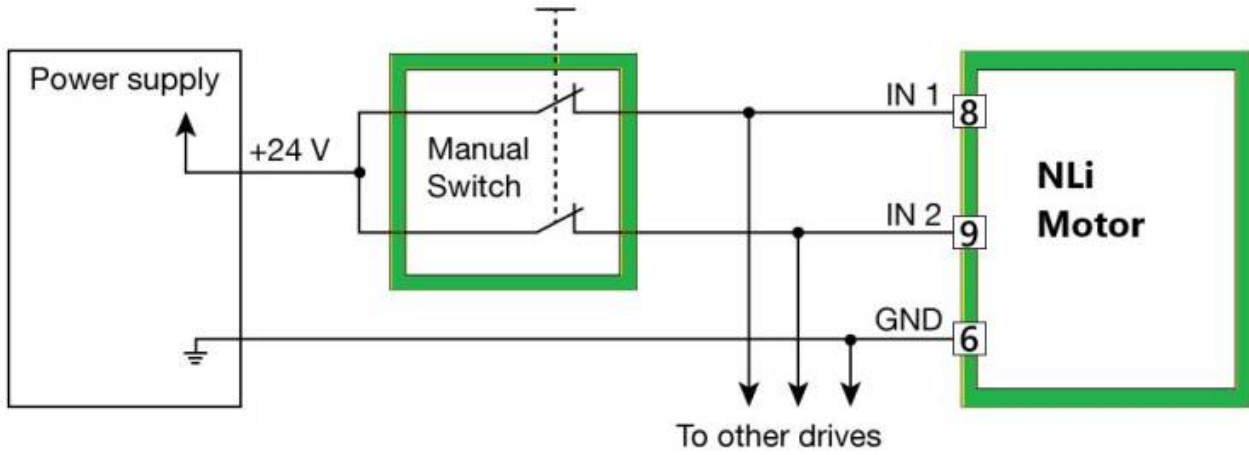 Power supply
+24 V
Manual
Switch
IN 1
8
IN 2
9
GND
6
NLi
Motor
To other drives